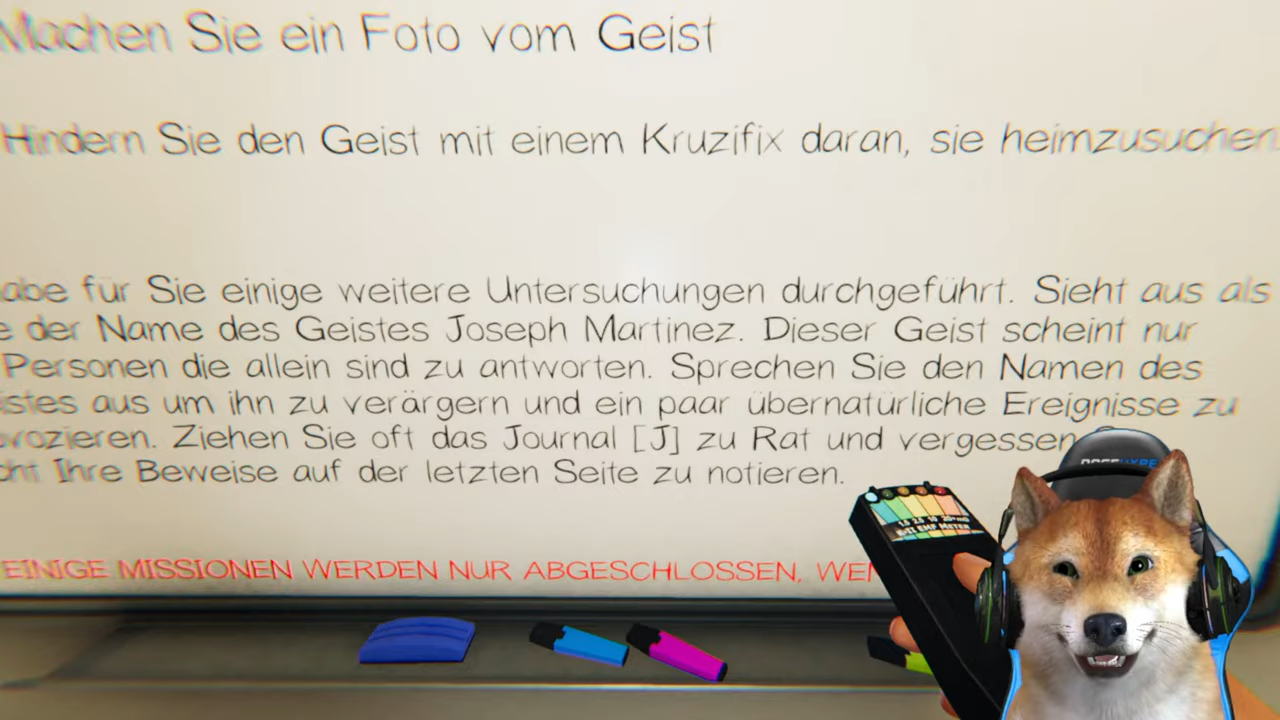 Machen Sie ein Foto vom Geist
Hindern Sie den Geist mit einem Kruzifix daran, sie heimzusuchen.
abe für Sie einige weitere Untersuchungen durchgeführt. Sieht aus als
e der Name des Geistes Joseph Martinez. Dieser Geist scheint nur
Personen die allein sind zu antworten. Sprechen Sie den Namen des
istes aus um ihn zu verärgern und ein paar übernatürliche Ereignisse zu
vozieren. Ziehen Sie oft das Journal [J] zu Rat und vergessen
cht Ihre Beweise auf der letzten Seite zu notieren.
EINIGE MISSIONEN WERDEN NUR ABGESCHLOSSEN, WE
K-II EMF METER